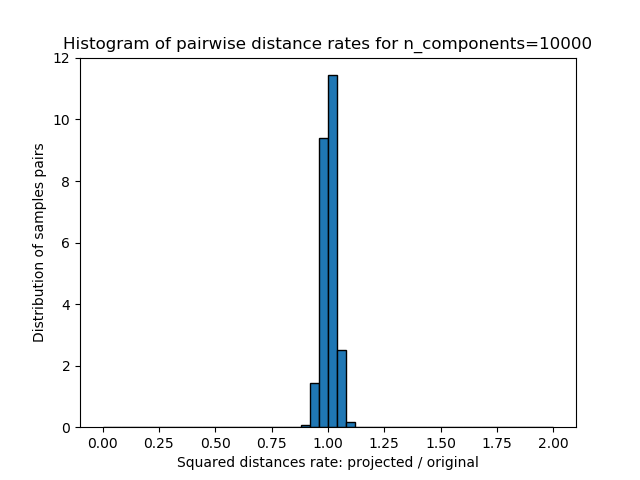 Histogram of pairwise distance rates for n_components=10000
12
10
8
6
4
2
0
Distribution of samples pairs
0.00 0.25 0.50 0.75 1.00 1.25 1.50 1.75 2.00
Squared distances rate: projected / original